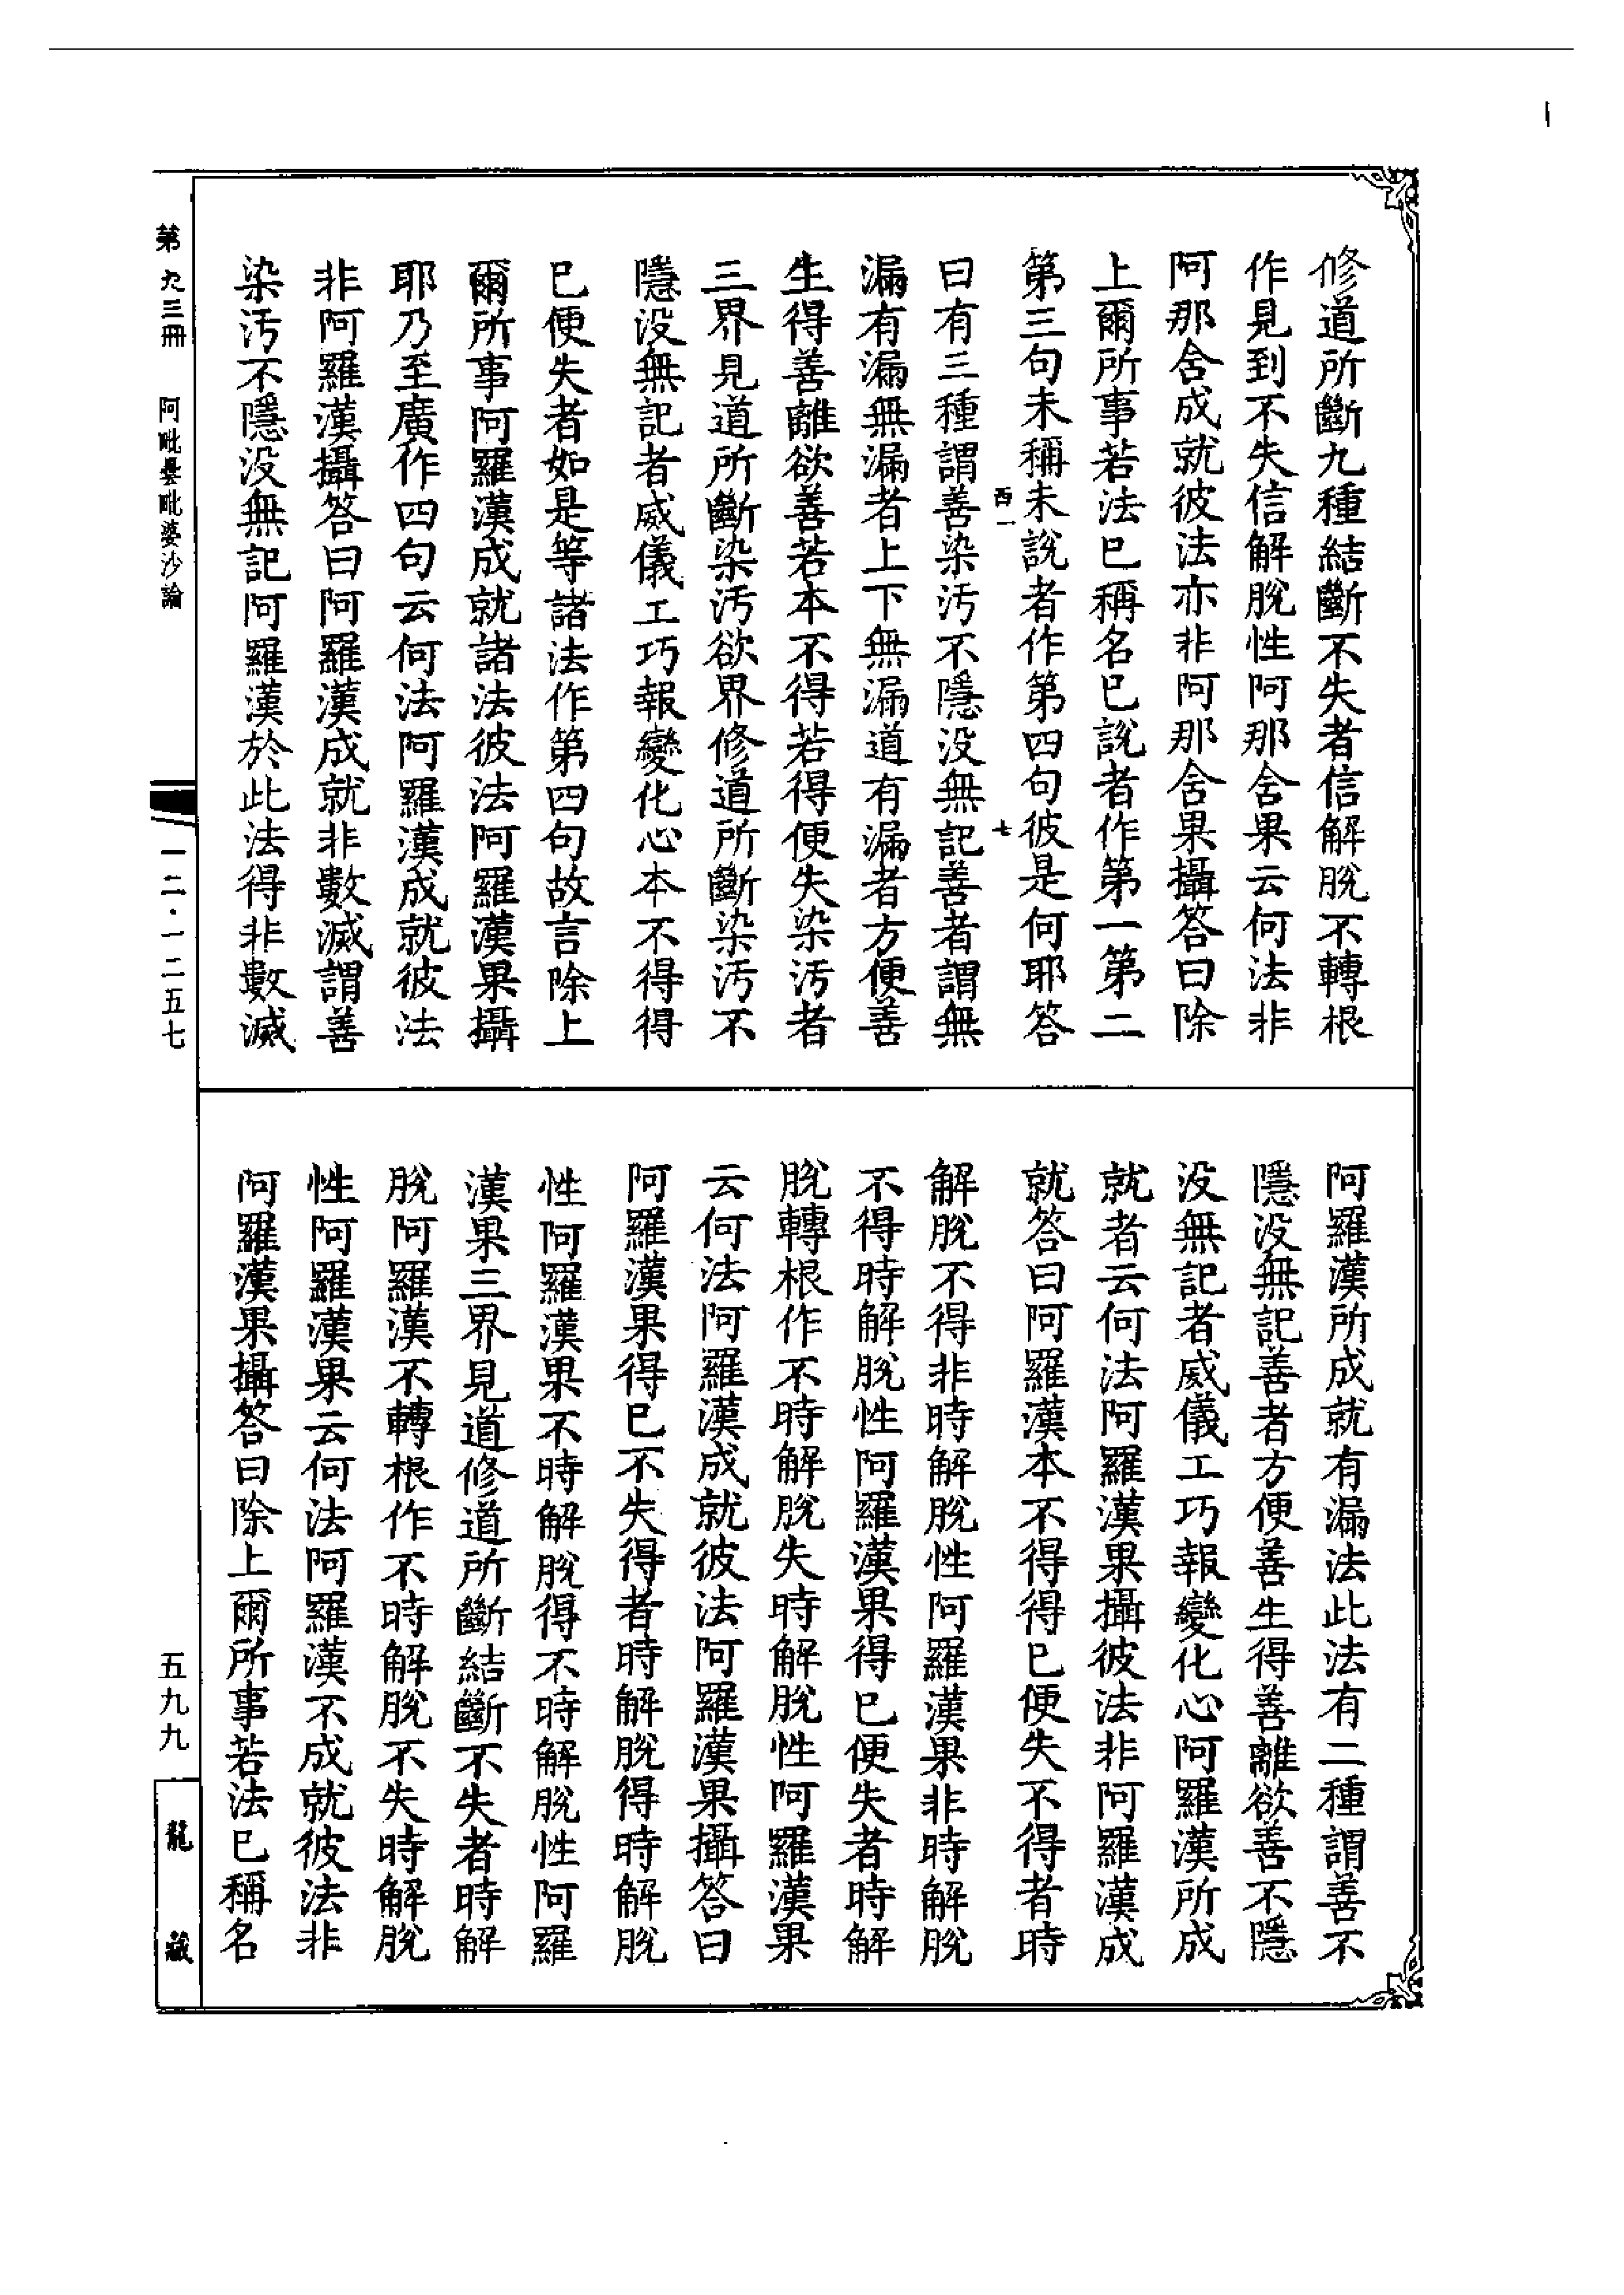 修道所斷九種結斷不失者信解脫不轉根
作見到不失信解脫性阿那含果云何法非
阿那含成就彼法亦非阿那含果攝答曰除
上爾所事若法已稱名已說者作第一第二
第三句未稱未說者作第四句彼是何耶答
西一
七
曰有三種謂善染汚不隱没無記善者謂無
漏有漏無漏者上下無漏道有漏者方便善
生得善離欲善若本不得若得便失染汚者
三界見道所斷染汚欲界修道所斷染汚不
隱没無記者威儀工巧報變化心本不得得
已便失者如是等諸法作第四句故言除上
爾所事阿羅漢成就諸法彼法阿羅漢果攝
耶乃至廣作四句云何法阿羅漢成就彼法
非阿羅漢攝答曰阿羅漢成就非數滅謂善
染汚不隱没無記阿羅漢於此法得非數滅
阿羅漢所成就有漏法此法有二種謂善不
隱没無記善者方便善生得善離欲善不隱
没無記者威儀工巧報變化心阿羅漢所成
就者云何法阿羅漢果攝彼法非阿羅漢成
就答曰阿羅漢本不得得已便失不得者時
解脫不得非時解脫性阿羅漢果非時解脫
不得時解脫性阿羅漢果得已便失者時解
脫轉根作不時解脫失時解脫性阿羅漢果
云何法阿羅漢成就彼法阿羅漢果攝答曰
阿羅漢果得已不失得者時解脫得時解脫
性阿羅漢果不時解脫得不時解脫性阿羅
漢果三界見道修道所斷結斷不失者時解
脫阿羅漢不轉根作不時解脫不失時解脫
性阿羅漢果云何法阿羅漢不成就彼法非
阿羅漢果攝答曰除上爾所事若法已稱名
第九三冊
阿毗曇毗婆沙論
一二·一二五七
五九九
龍藏